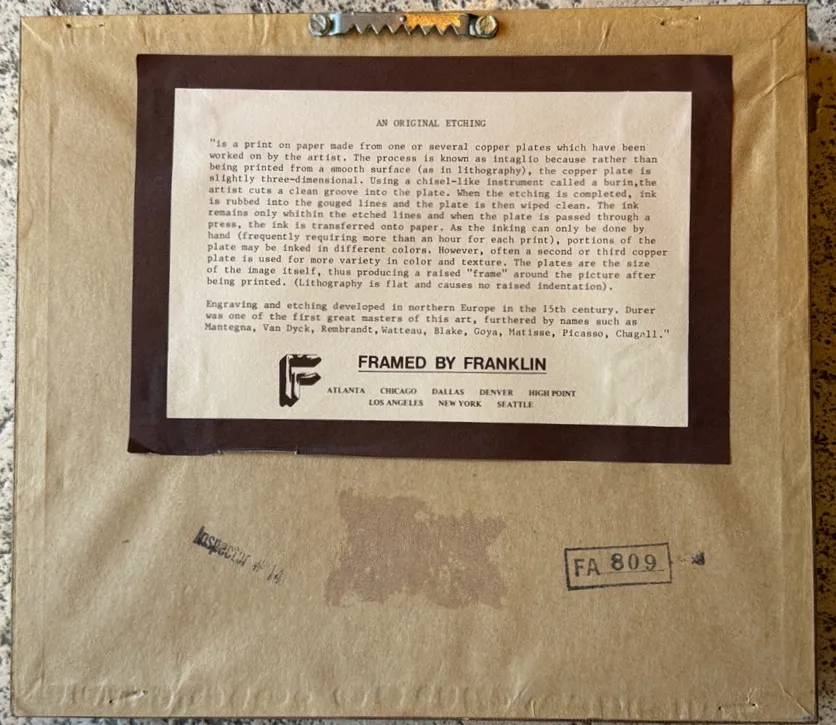 AN ORIGINAL ETCHING
"is a print on paper made from one or several copper plates which have been
worked on by the artist. The process is known as intaglio because rather than
being printed from a smooth surface (as in lithography), the copper plate is
slightly three-dimensional. Using a chisel-like instrument called a burin,the
artist cuts a clean groove into the plate. When the etching is completed, ink
is rubbed into the gouged lines and the plate is then wiped clean. The ink
remains only whithin the etched lines and when the plate is passed through a
press, the ink is transferred onto paper. As the inking can only be done by
hand (frequently requiring more than an hour for each print), portions of the
plate may be inked in different colors. However, often a second or third copper
plate is used for more variety in color and texture. The plates are the size
of the image itself, thus producing a raised "frame" around the picture after
being printed. (Lithography is flat and causes no raised indentation).
Engraving and etching developed in northern Europe in the 15th century. Durer
was one of the first great masters of this art, furthered by names such as
Mantegna, Van Dyck, Rembrandt, Watteau, Blake, Goya, Matisse, Picasso, Chagall."
F FRAMED BY FRANKLIN
ATLANTA CHICAGO DALLAS DENVER HIGH POINT
LOS ANGELES NEW YORK SEATTLE
Inspector # 14
FA 809